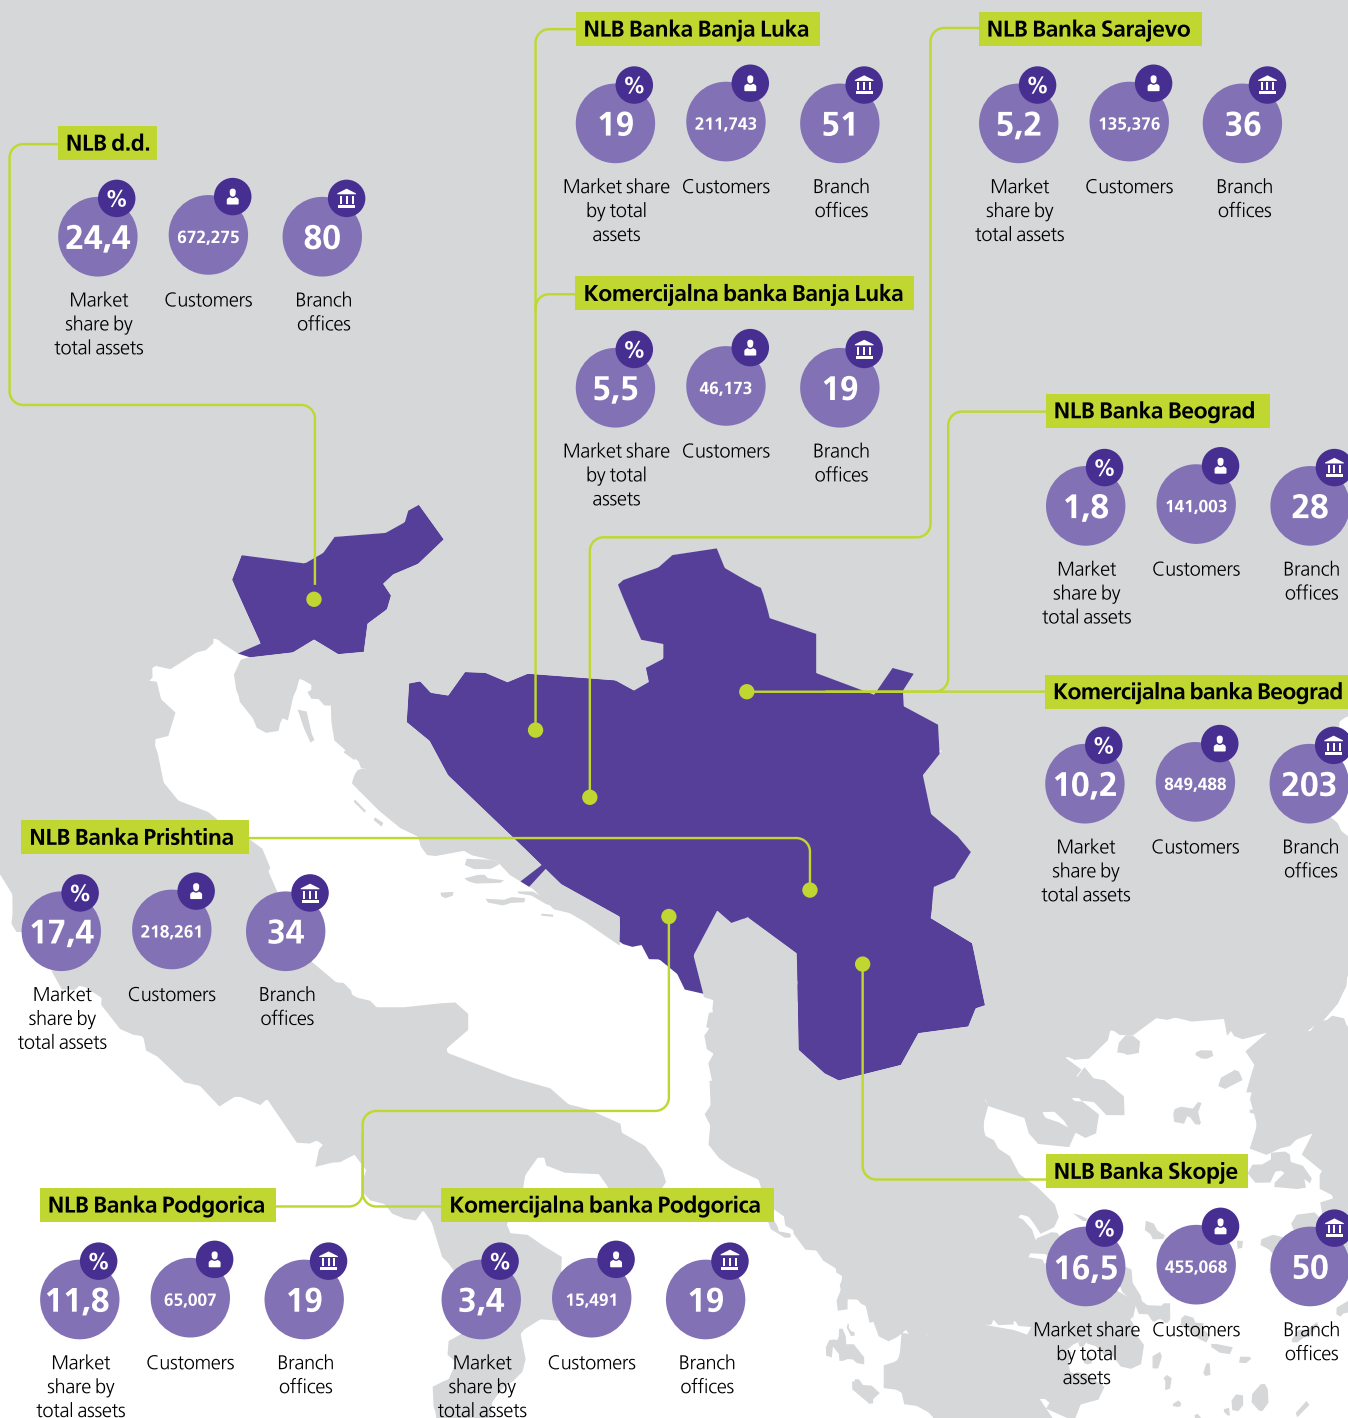 NLB Banka Banja Luka
%
19
211,743
51
Market share
by total
assets
Customers
Branch
offices
NLB Banka Sarajevo
%
5,2
135,376
36
Market
share by
total assets
Customers
Branch
offices
NLB d.d.
%
24,4
672,275
80
Market
share by
total assets
Customers
Branch
offices
Komercijalna banka Banja Luka
%
5,5
46,173
19
Market share
by total
assets
Customers
Branch
offices
NLB Banka Beograd
%
1,8
141,003
28
Market
share by
total assets
Customers
Branch
offices
Komercijalna banka Beograd
%
10,2
849,488
203
Market
share by
total assets
Customers
Branch
offices
NLB Banka Prishtina
%
17,4
218,261
34
Market
share by
total assets
Customers
Branch
offices
NLB Banka Podgorica
%
11,8
65,007
19
Market
share by
total assets
Customers
Branch
offices
Komercijalna banka Podgorica
%
3,4
15,491
19
Market
share by
total assets
Customers
Branch
offices
NLB Banka Skopje
%
16,5
455,068
50
Market share
by total
assets
Customers
Branch
offices